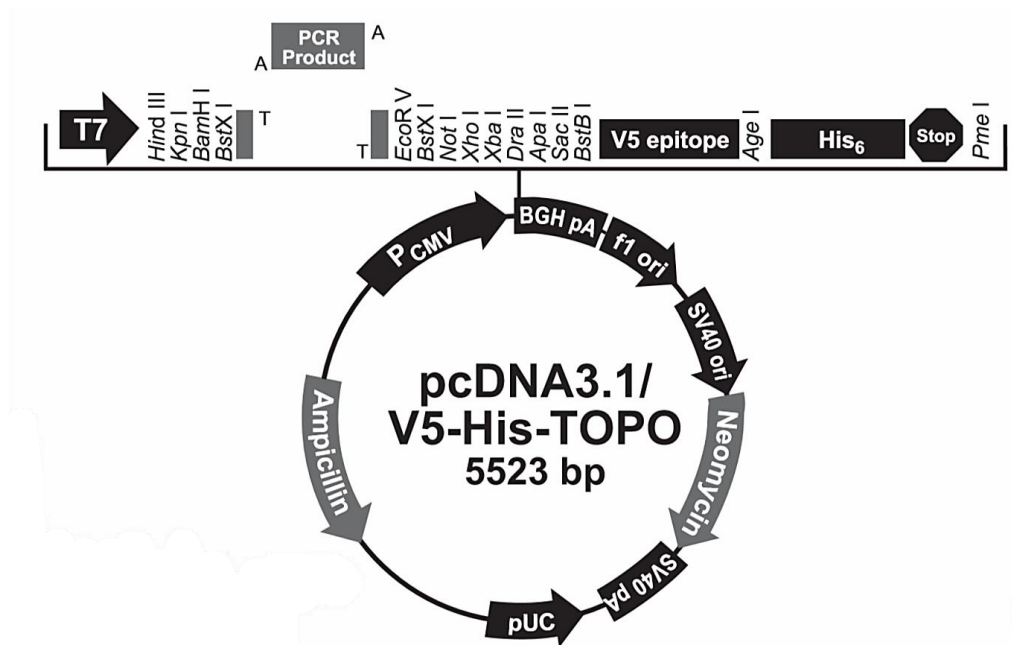 PCR
Product
A
A
T7
Hind III
Kpn I
BamH I
BstX I
T
T
EcoR V
BstX I
Not I
Xho I
Xba I
Dra II
Apa I
Sac II
BstB I
V5 epitope
Age I
His6
Stop
Pme I
PCMV
BGH pA
f1 ori
SV40 ori
Neomycin
SV40 pA
pUC
Ampicillin
pcDNA3.1/
V5-His-TOPO
5523 bp